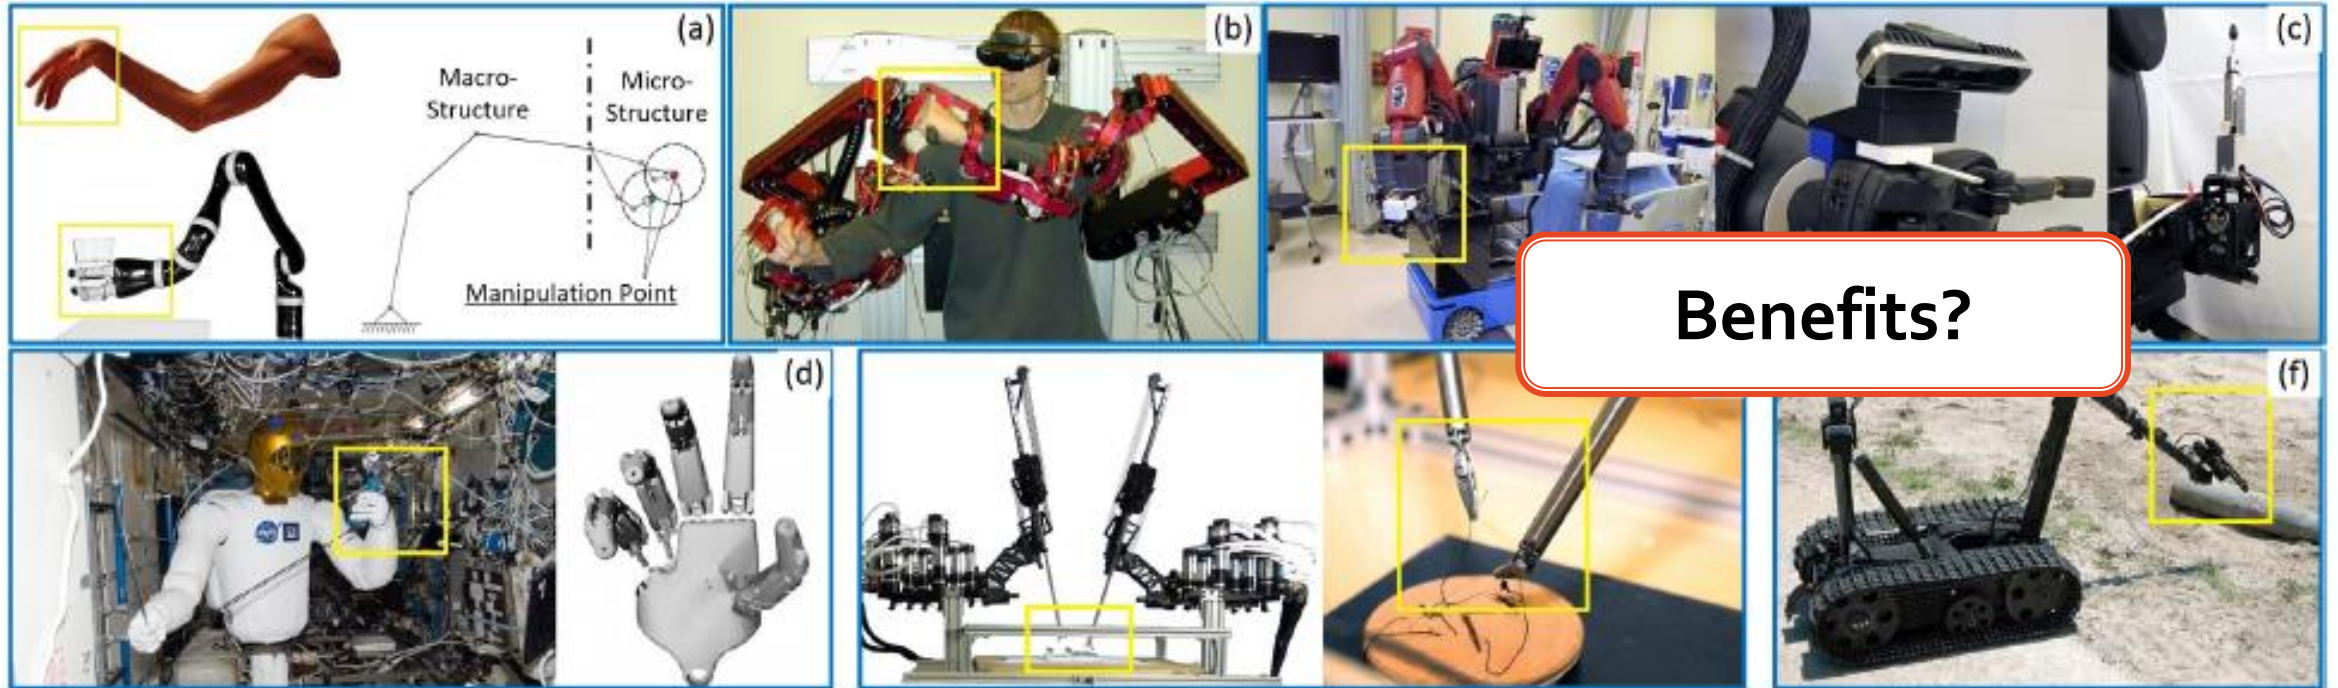 (a)
Macro-
Structure
Micro-
Structure
Manipulation Point
(b)
(c)
Benefits?
(d)
(f)